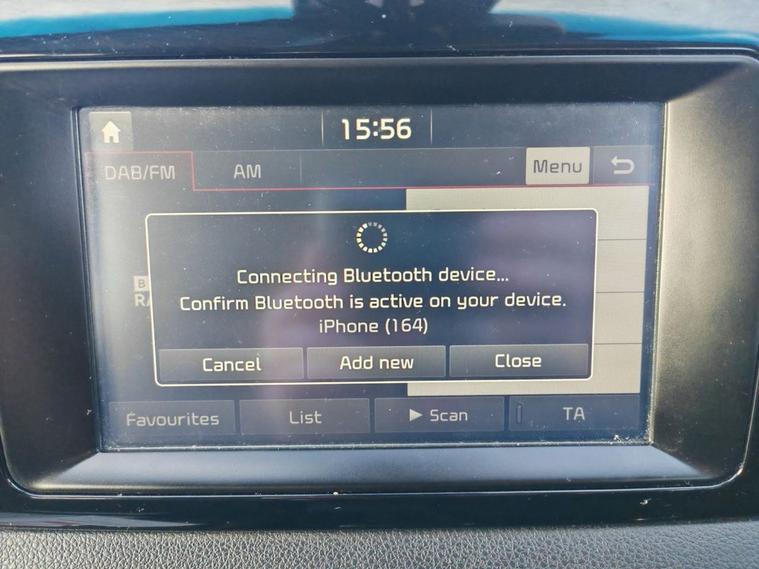 15:56
DAB/FM
AM
Menu
Connecting Bluetooth device...
Confirm Bluetooth is active on your device.
iPhone (164)
Cancel
Add new
Close
Favourites
List
Scan
TA